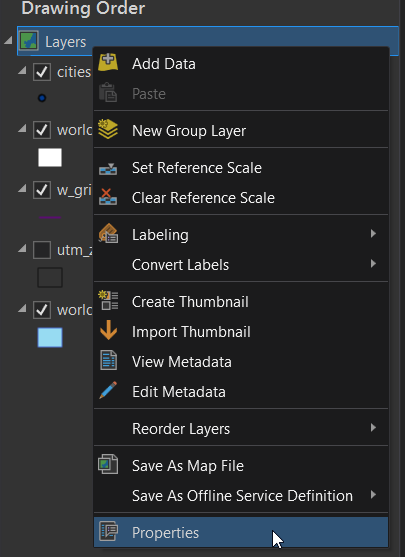 Drawing Order
Layers
cities
Add Data
Paste
world
New Group Layer
Set Reference Scale
w_gri
Clear Reference Scale
Labeling
utm_z
Convert Labels
Create Thumbnail
world
Import Thumbnail
View Metadata
Edit Metadata
Reorder Layers
Save As Map File
Save As Offline Service Definition
Properties